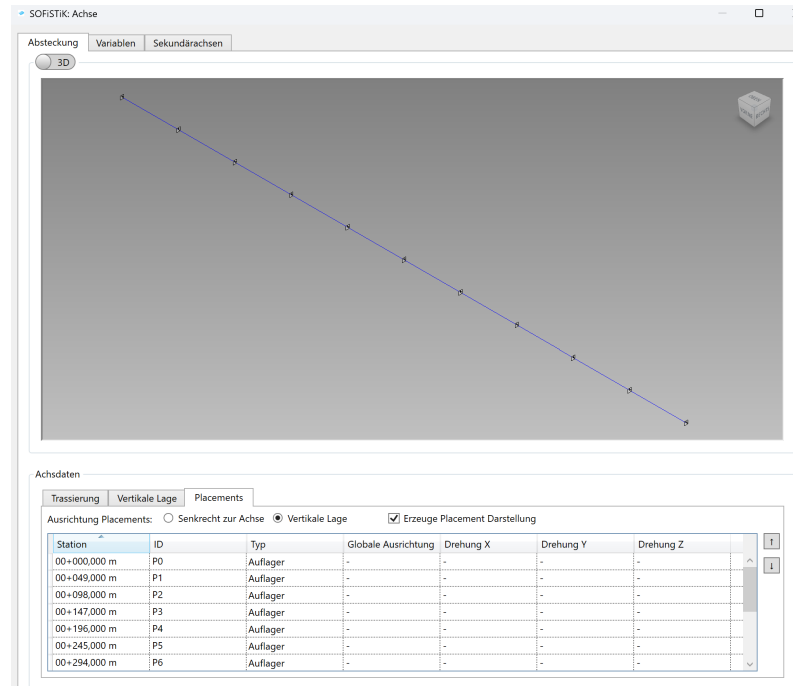 SOFiSTiK: Achse
Absteckung Variablen Sekundärachsen
3D
Achsdaten
Trassierung Vertikale Lage Placements
Ausrichtung Placements: Senkrecht zur Achse Vertikale Lage Erzeuge Placement Darstellung
Station ID Typ Globale Ausrichtung Drehung X Drehung Y Drehung Z
00+000,000 m P0 Auflager - - - -
00+049,000 m P1 Auflager - - - -
00+098,000 m P2 Auflager - - - -
00+147,000 m P3 Auflager - - - -
00+196,000 m P4 Auflager - - - -
00+245,000 m P5 Auflager - - - -
00+294,000 m P6 Auflager - - - -